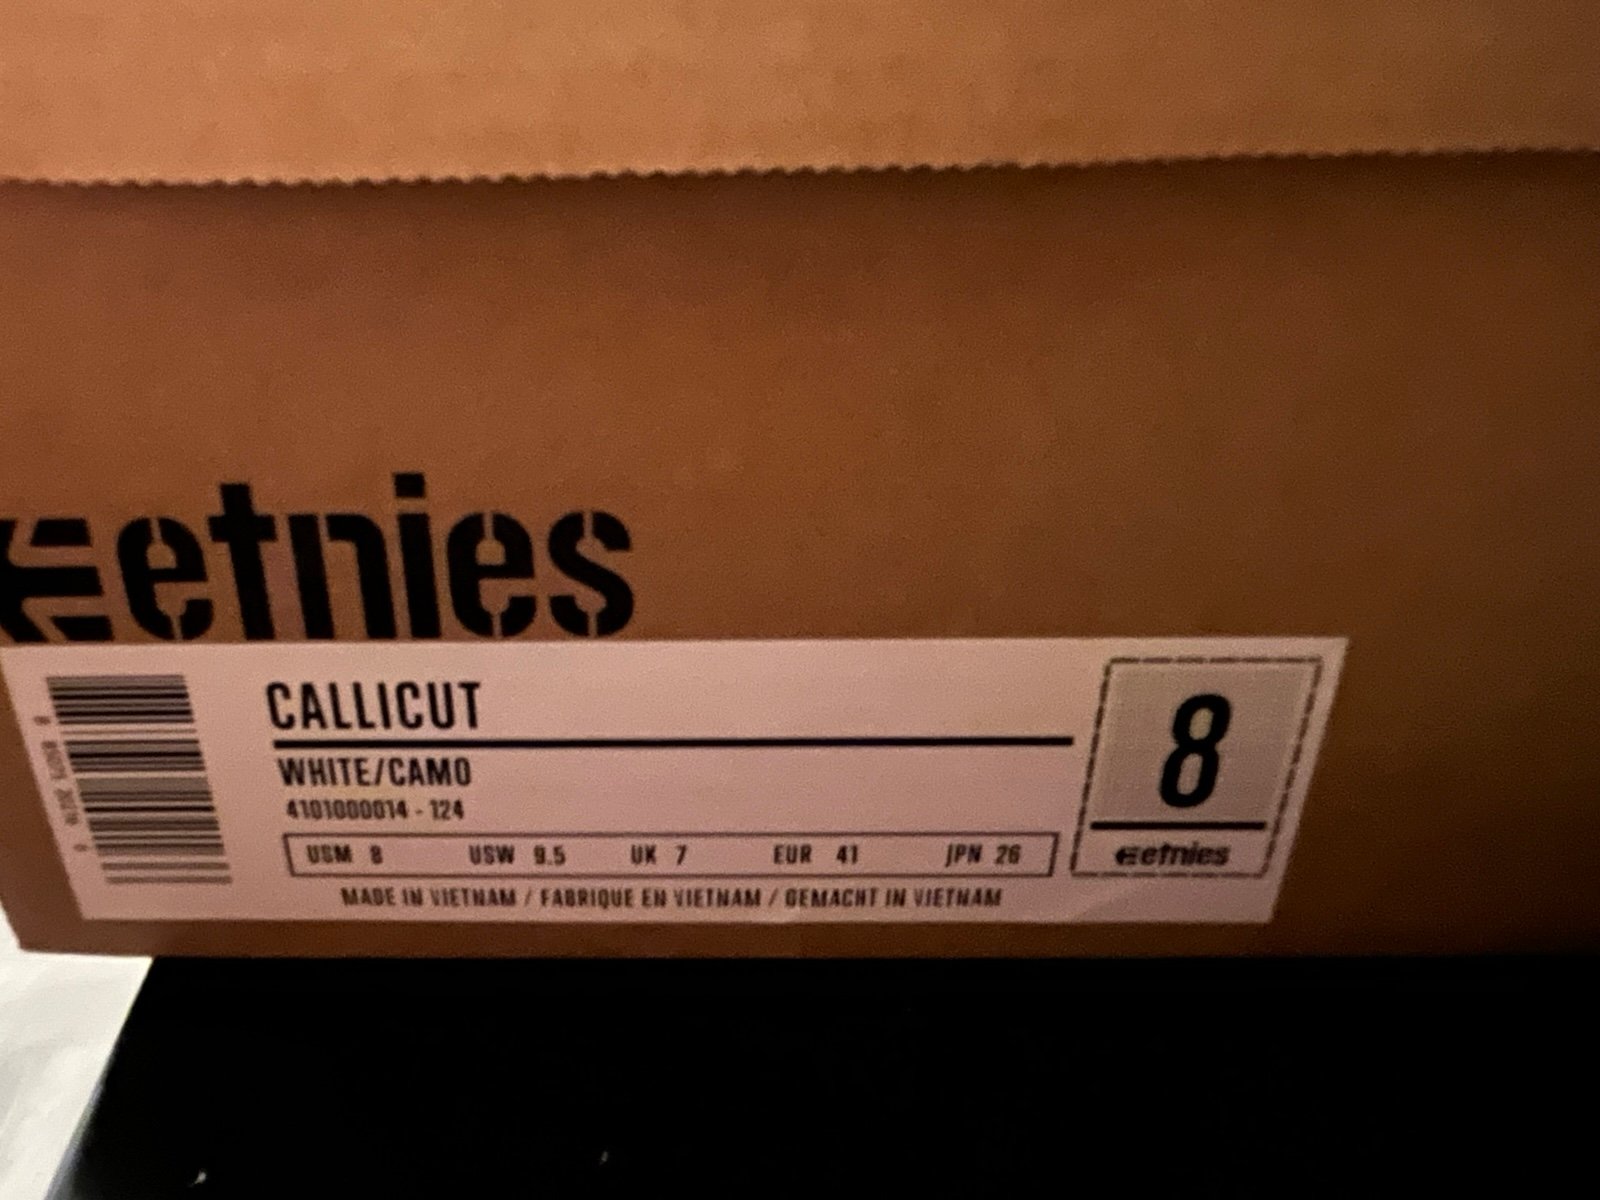 etnies
CALLICUT
WHITE/CAMO
4101000014 - 124
USM 8 USW 9.5 UK 7 EUR 41 JPN 26
MADE IN VIETNAM / FABRIQUE EN VIETNAM / GEMACHT IN VIETNAM
8
etnies